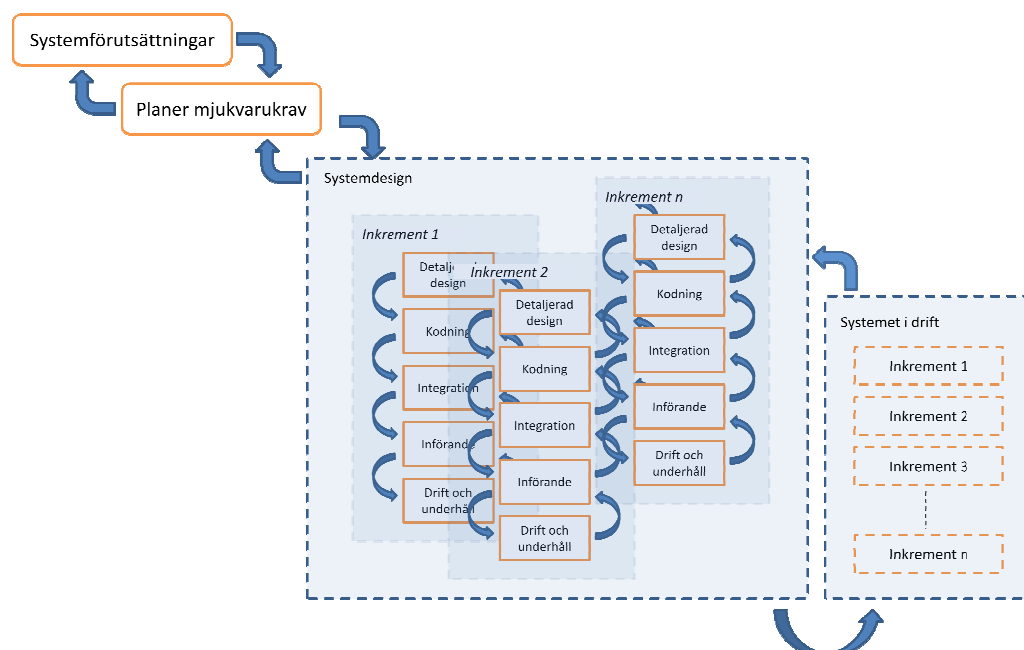 Systemförutsättningar
Planer mjukvarukrav
Systemdesign
Inkrement 1
Detaljerad
design
Kodning
Integration
Införande
Drift och
underhåll
Inkrement 2
Detaljerad
design
Kodning
Integration
Införande
Drift och
underhåll
Inkrement n
Detaljerad
design
Kodning
Integration
Införande
Drift och
underhåll
Systemet i drift
Inkrement 1
Inkrement 2
Inkrement 3
Inkrement n